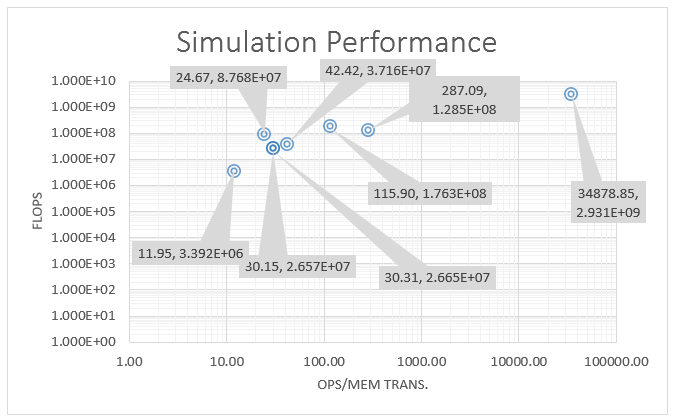 Simulation Performance
24.67, 8.768E+07
42.42, 3.716E+07
287.09,
1.285E+08
1.000E+10
1.000E+09
1.000E+08
1.000E+07
1.000E+06
1.000E+05
1.000E+04
1.000E+03
1.000E+02
1.000E+01
1.000E+00
FLOPS
115.90, 1.763E+08
34878.85,
2.931E+09
11.95, 3.392E+06
30.15, 2.657E+07
30.31, 2.665E+07
1.00
10.00
100.00
1000.00
10000.00
100000.00
OPS/MEM TRANS.